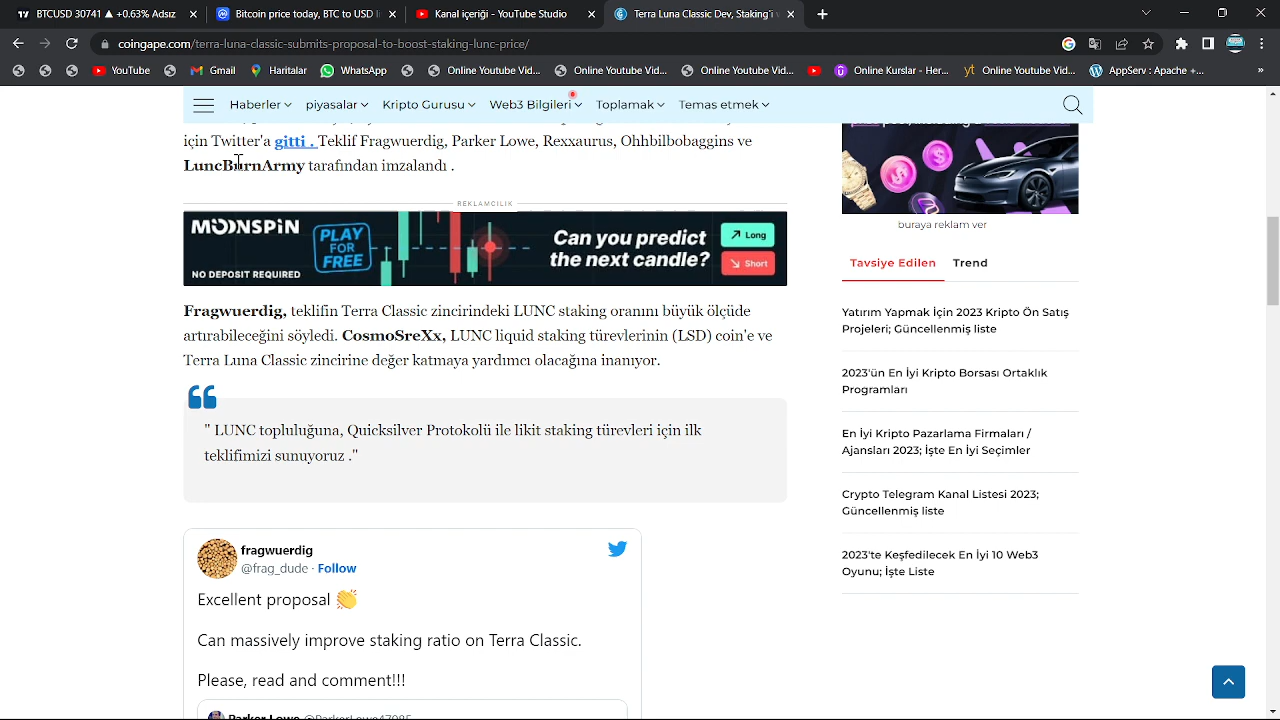 BTCUSD 30741 ▲ +0.63% Adsız
Bitcoin price today, BTC to USD li
Kanal içeriği - YouTube Studio
Terra Luna Classic Dev, Staking'i v
coingape.com/terra-luna-classic-submits-proposal-to-boost-staking-lunc-price/
YouTube
Gmail
Haritalar
WhatsApp
Online Youtube Vid...
Online Youtube Vid...
Online Youtube Vid...
Online Kurslar - Her...
yt Online Youtube Vid...
AppServ : Apache +...
»
Haberler
piyasalar
Kripto Gurusu
Web3 Bilgileri
Toplamak
Temas etmek
için Twitter'a gitti . Teklif Fragwuerdig, Parker Lowe, Rexxaurus, Ohhbilbobaggins ve
LuncBurnArmy tarafından imzalandı .
REKLAMCILIK
MOONSPIN
NO DEPOSIT REQUIRED
PLAY
FOR
FREE
Can you predict
the next candle?
Long
Short
Fragwuerdig, teklifin Terra Classic zincirindeki LUNC staking oranını büyük ölçüde
artırabileceğini söyledi. CosmoSreXx, LUNC liquid staking türevlerinin (LSD) coin'e ve
Terra Luna Classic zincirine değer katmaya yardımcı olacağına inanıyor.
" LUNC topluluğuna, Quicksilver Protokolü ile likit staking türevleri için ilk
teklifimizi sunuyoruz ."
fragwuerdig
@frag_dude · Follow
Excellent proposal 👏
Can massively improve staking ratio on Terra Classic.
Please, read and comment!!!
Parker Lowe @ParkerLowe47985
buraya reklam ver
Tavsiye Edilen
Trend
Yatırım Yapmak İçin 2023 Kripto Ön Satış
Projeleri; Güncellenmiş liste
2023'ün En İyi Kripto Borsası Ortaklık
Programları
En İyi Kripto Pazarlama Firmaları /
Ajansları 2023; İşte En İyi Seçimler
Crypto Telegram Kanal Listesi 2023;
Güncellenmiş liste
2023'te Keşfedilecek En İyi 10 Web3
Oyunu; İşte Liste